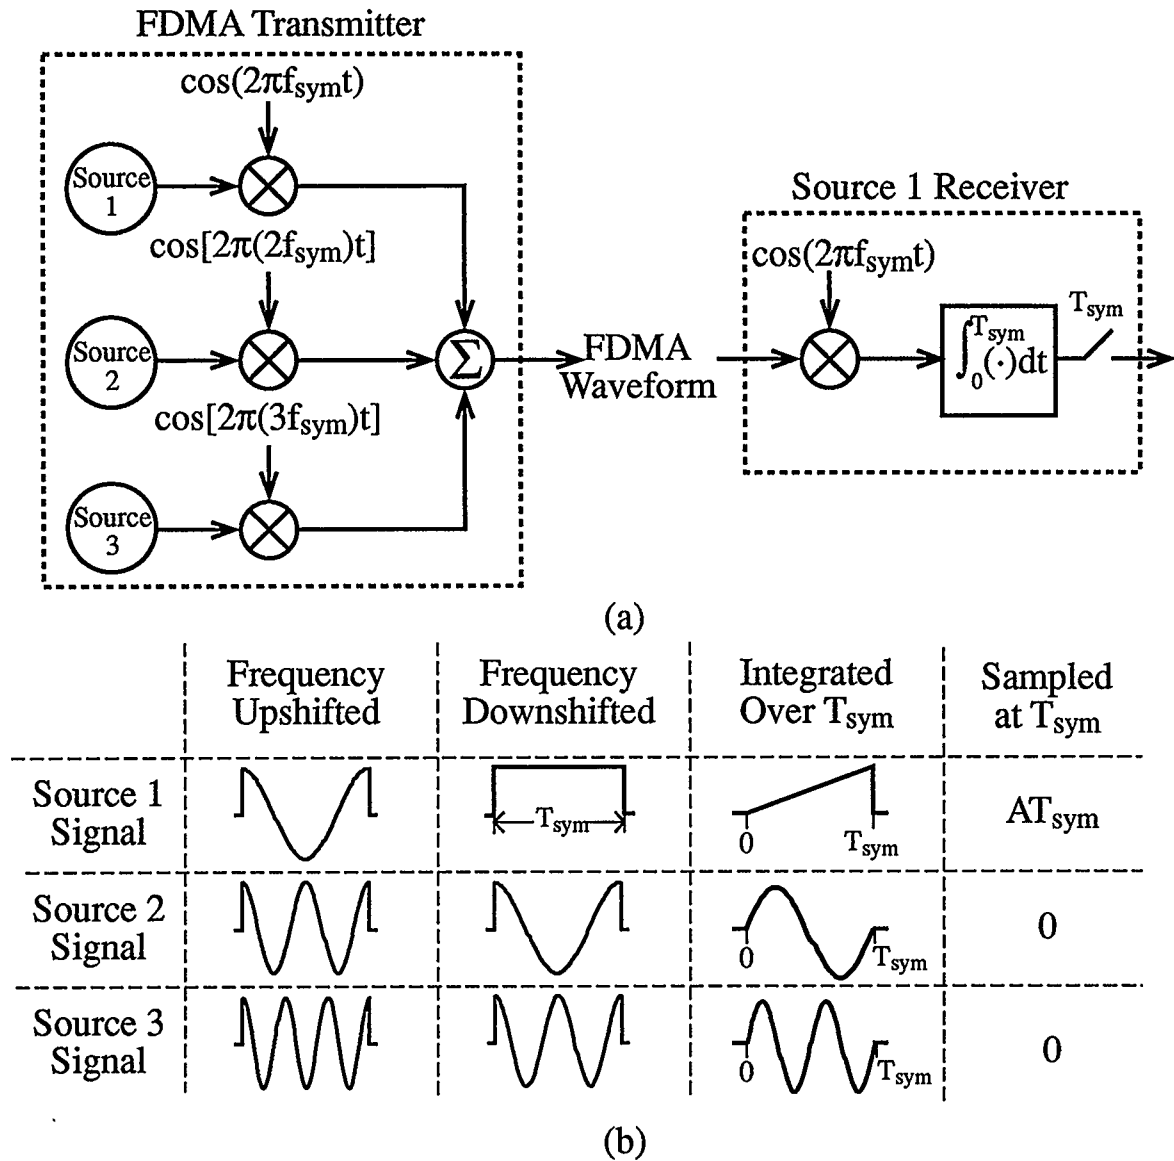 FDMA Transmitter
cos(2πf_sym t)
Source
1
cos[2π(2f_sym)t]
Source
2
cos[2π(3f_sym)t]
Source
3
Σ
FDMA
Waveform
Source 1 Receiver
cos(2πf_sym t)
∫_0^T_sym (·)dt
T_sym
(a)
Frequency
Upshifted
Frequency
Downshifted
Integrated
Over T_sym
Sampled
at T_sym
Source 1
Signal
T_sym
0
T_sym
AT_sym
Source 2
Signal
0
T_sym
0
Source 3
Signal
0
T_sym
0
(b)